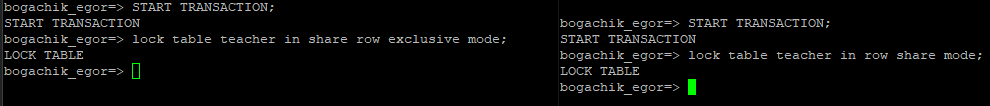 bogachik_egor=> START TRANSACTION;
START TRANSACTION
bogachik_egor=> lock table teacher in share row exclusive mode;
LOCK TABLE
bogachik_egor=>
bogachik_egor=> START TRANSACTION;
START TRANSACTION
bogachik_egor=> lock table teacher in row share mode;
LOCK TABLE
bogachik_egor=>